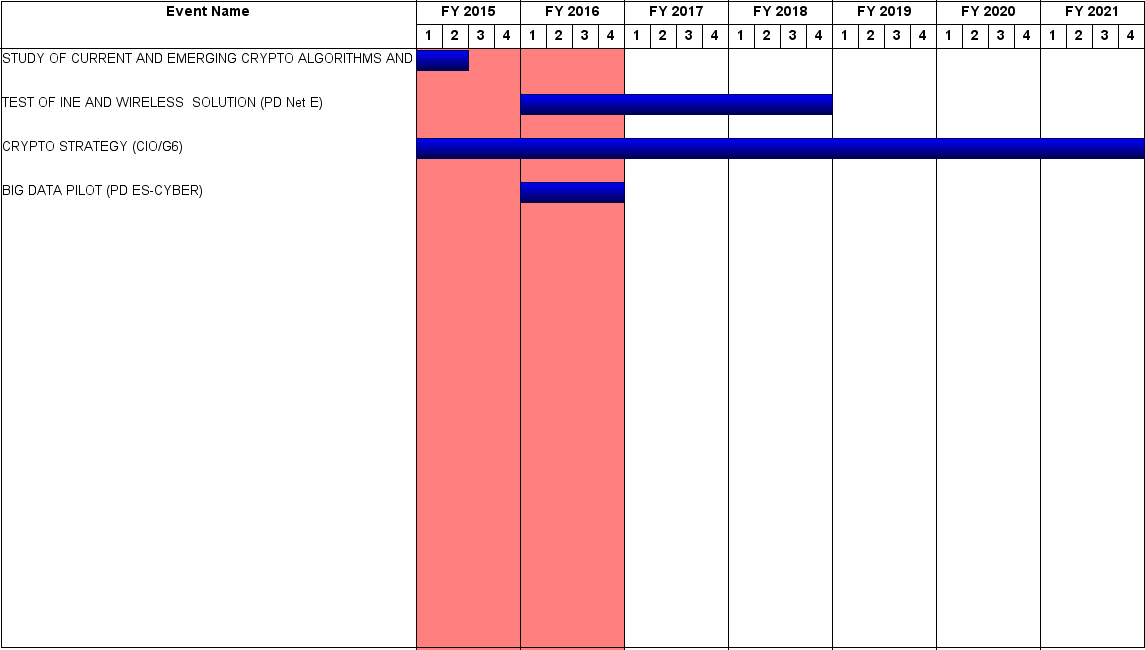 Event Name FY 2015 FY 2016 FY 2017 FY 2018 FY 2019 FY 2020 FY 2021
1 2 3 4 1 2 3 4 1 2 3 4 1 2 3 4 1 2 3 4 1 2 3 4 1 2 3 4
STUDY OF CURRENT AND EMERGING CRYPTO ALGORITHMS AND
TEST OF INE AND WIRELESS SOLUTION (PD Net E)
CRYPTO STRATEGY (CIO/G6)
BIG DATA PILOT (PD ES-CYBER)